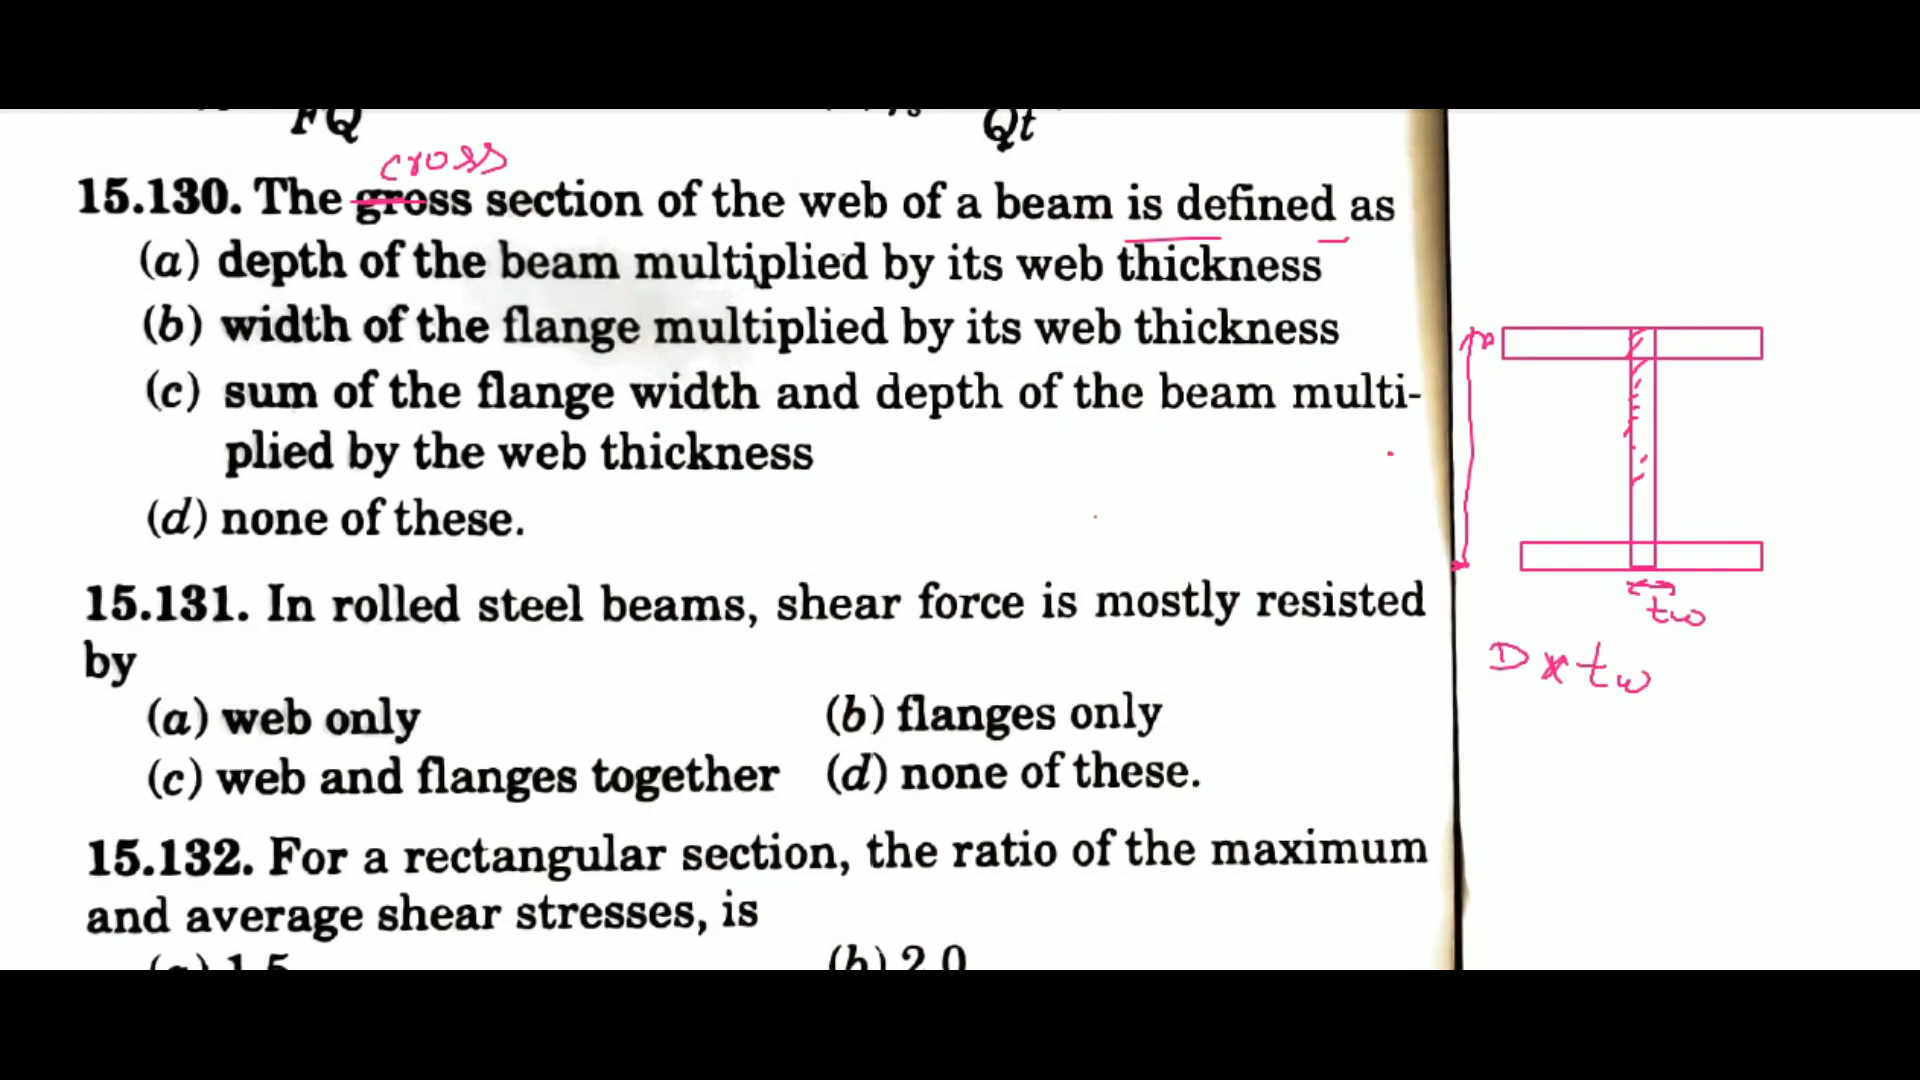 FQ
Qt
cross
15.130. The gross section of the web of a beam is defined as
(a) depth of the beam multiplied by its web thickness
(b) width of the flange multiplied by its web thickness
(c) sum of the flange width and depth of the beam multi-
plied by the web thickness
(d) none of these.
tw
D x tw
15.131. In rolled steel beams, shear force is mostly resisted
by
(a) web only (b) flanges only
(c) web and flanges together (d) none of these.
15.132. For a rectangular section, the ratio of the maximum
and average shear stresses, is
(a) 1.5 (b) 2.0